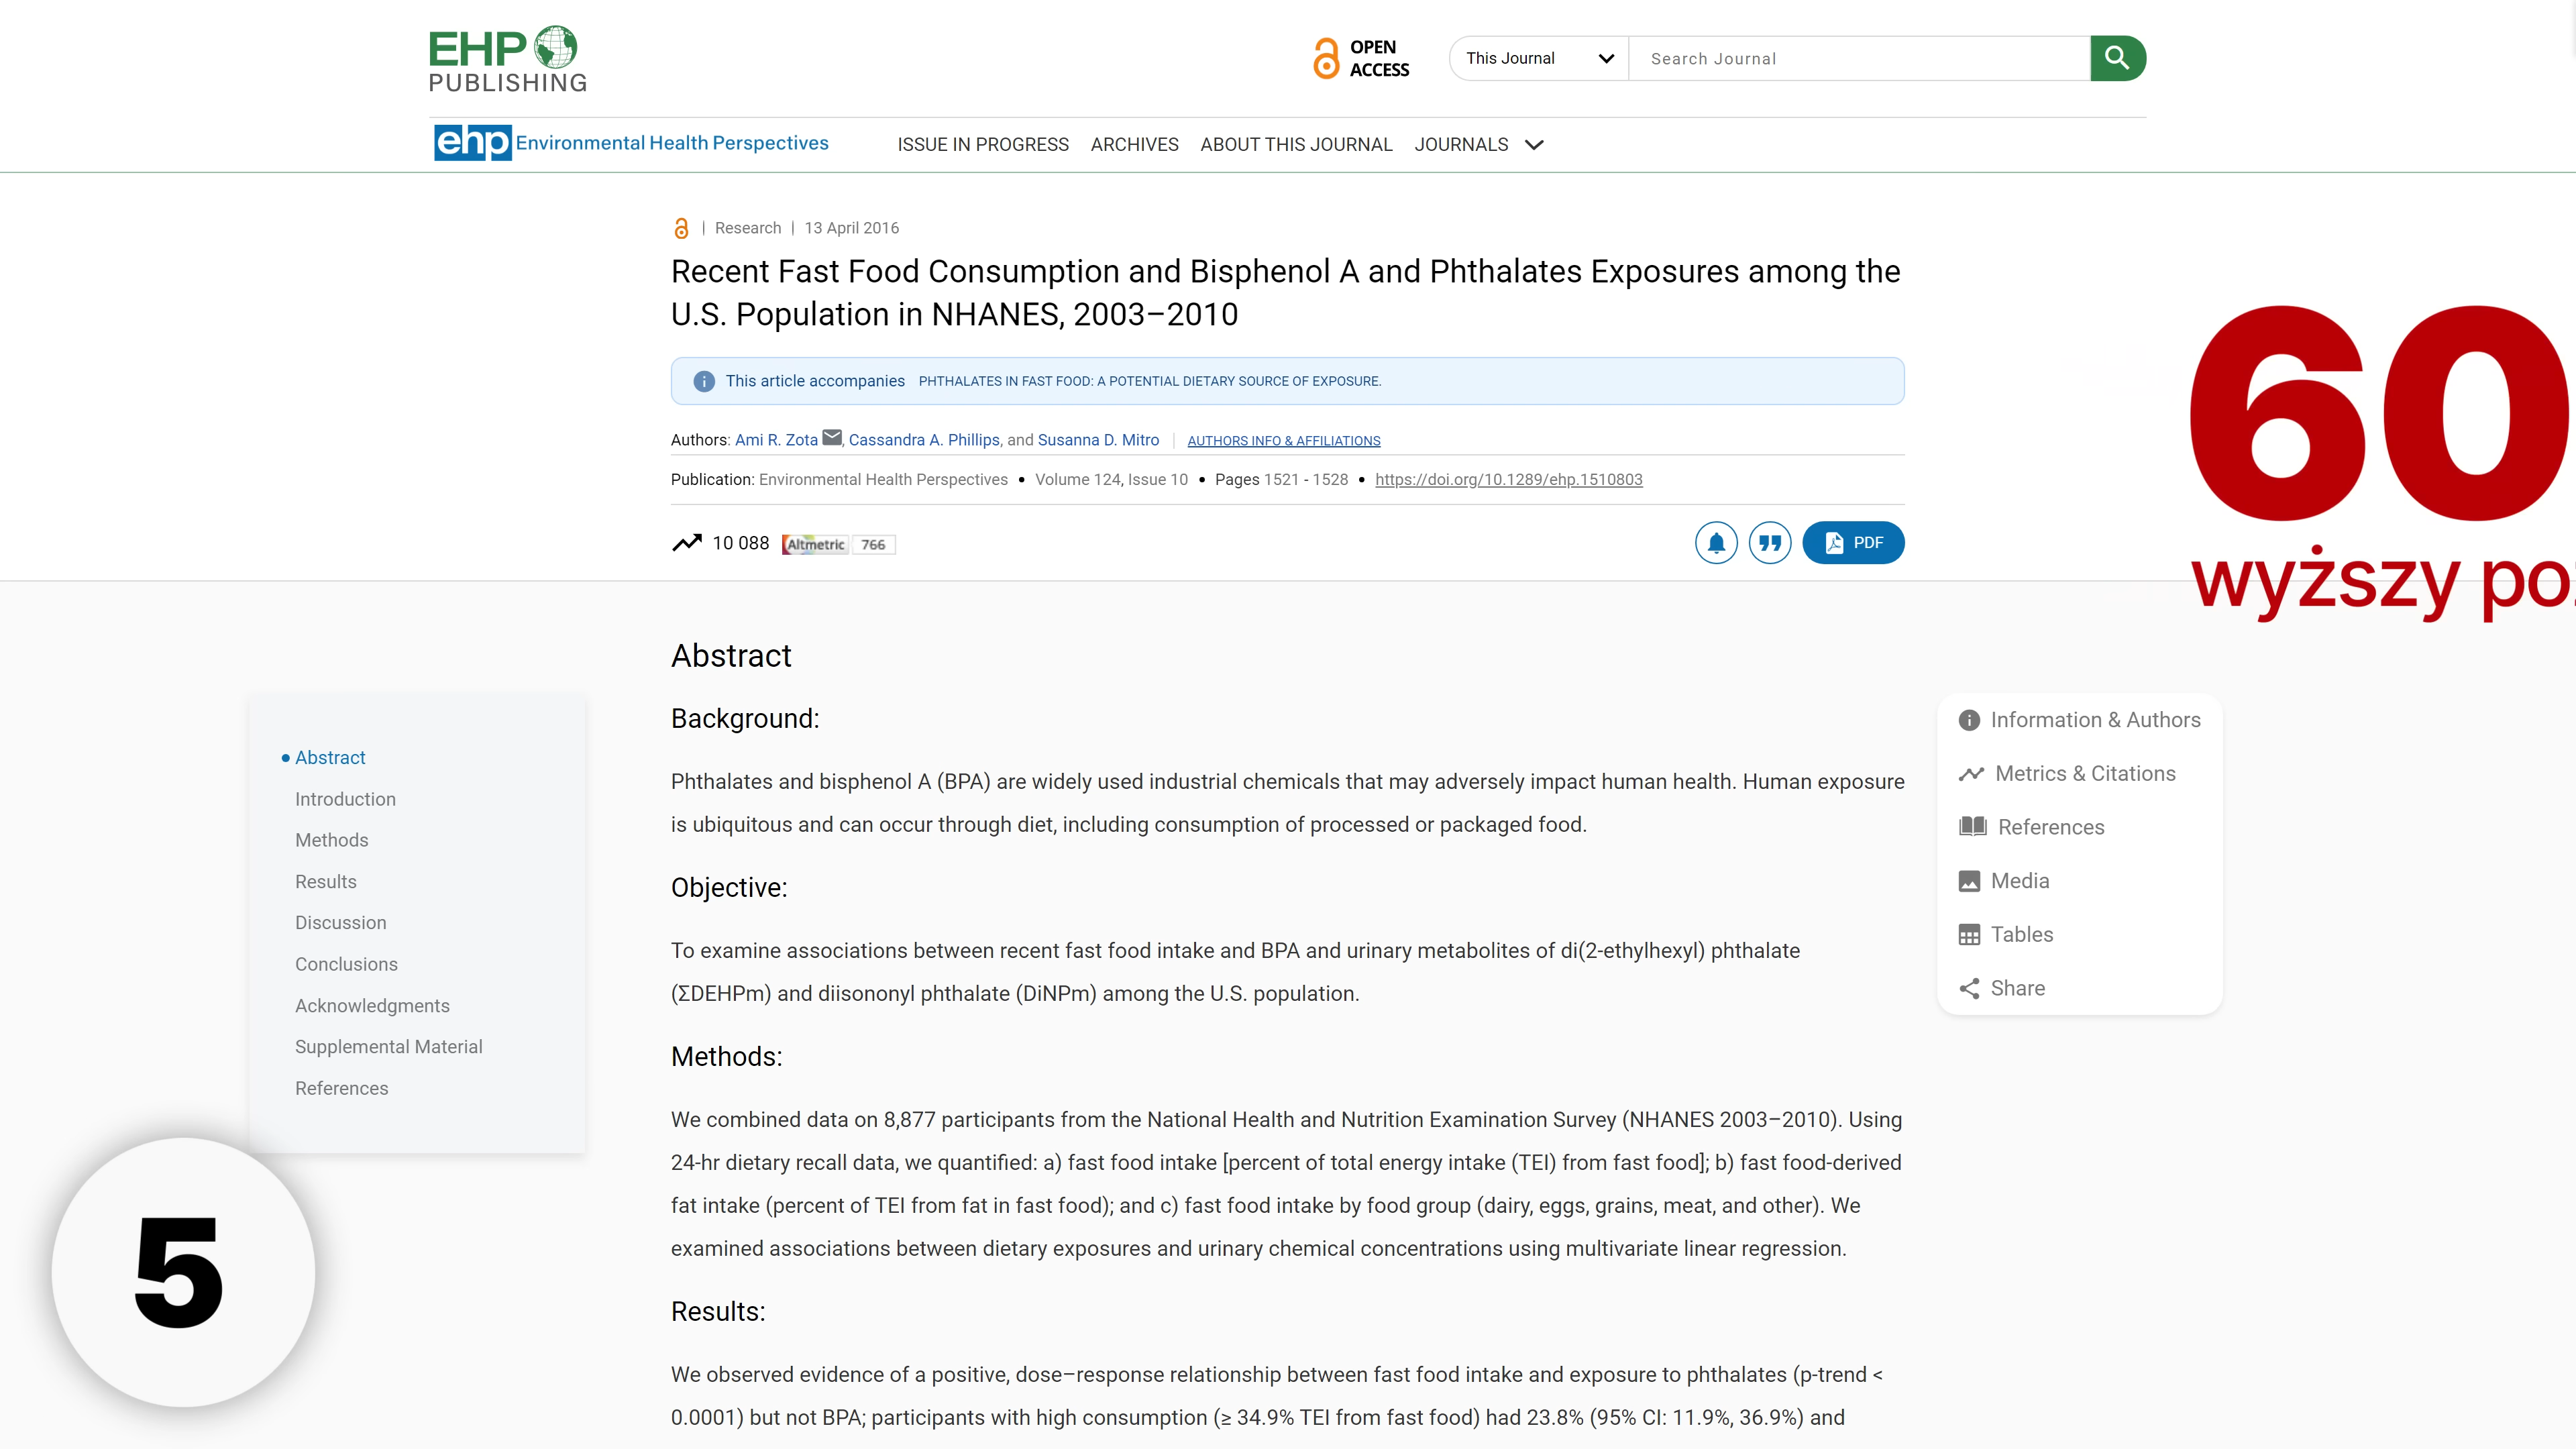 EHP
PUBLISHING
OPEN
ACCESS
This Journal
Search Journal
ehp Environmental Health Perspectives
ISSUE IN PROGRESS ARCHIVES ABOUT THIS JOURNAL JOURNALS
| Research | 13 April 2016
Recent Fast Food Consumption and Bisphenol A and Phthalates Exposures among the
U.S. Population in NHANES, 2003–2010
This article accompanies PHTHALATES IN FAST FOOD: A POTENTIAL DIETARY SOURCE OF EXPOSURE.
Authors: Ami R. Zota, Cassandra A. Phillips, and Susanna D. Mitro | AUTHORS INFO & AFFILIATIONS
Publication: Environmental Health Perspectives • Volume 124, Issue 10 • Pages 1521 - 1528 • https://doi.org/10.1289/ehp.1510803
10 088 Altmetric 766
PDF
60
wyższy
Abstract
Background:
Phthalates and bisphenol A (BPA) are widely used industrial chemicals that may adversely impact human health. Human exposure
is ubiquitous and can occur through diet, including consumption of processed or packaged food.
Objective:
To examine associations between recent fast food intake and BPA and urinary metabolites of di(2-ethylhexyl) phthalate
(ΣDEHPm) and diisononyl phthalate (DiNPm) among the U.S. population.
Methods:
We combined data on 8,877 participants from the National Health and Nutrition Examination Survey (NHANES 2003–2010). Using
24-hr dietary recall data, we quantified: a) fast food intake [percent of total energy intake (TEI) from fast food]; b) fast food-derived
fat intake (percent of TEI from fat in fast food); and c) fast food intake by food group (dairy, eggs, grains, meat, and other). We
examined associations between dietary exposures and urinary chemical concentrations using multivariate linear regression.
Results:
We observed evidence of a positive, dose–response relationship between fast food intake and exposure to phthalates (p-trend <
0.0001) but not BPA; participants with high consumption (≥ 34.9% TEI from fast food) had 23.8% (95% CI: 11.9%, 36.9%) and
• Abstract
Introduction
Methods
Results
Discussion
Conclusions
Acknowledgments
Supplemental Material
References
Information & Authors
Metrics & Citations
References
Media
Tables
Share
5